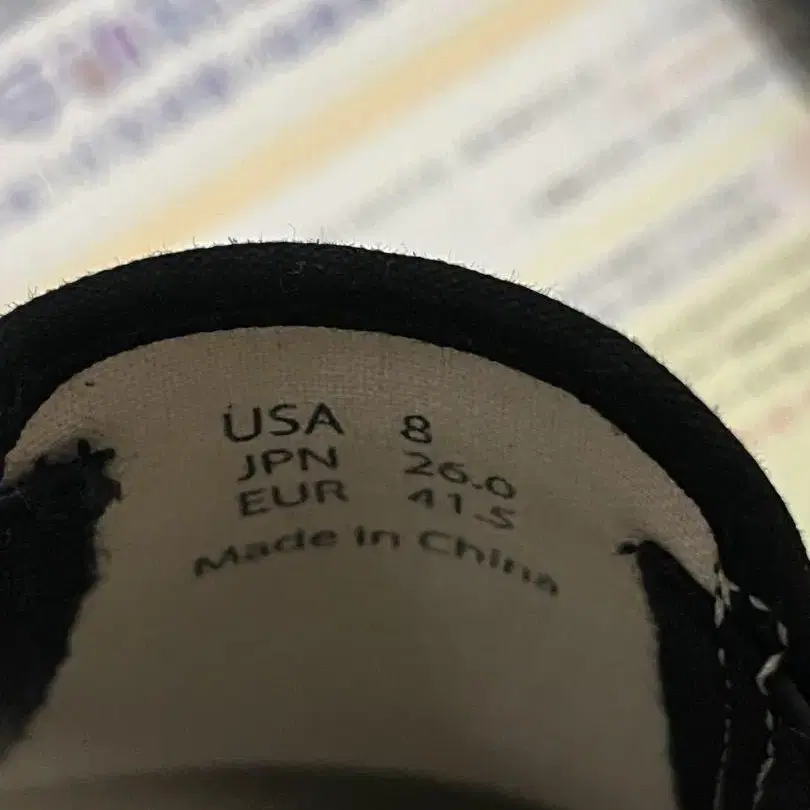 USA 8
JPN 26.0
EUR 41.5
Made in China